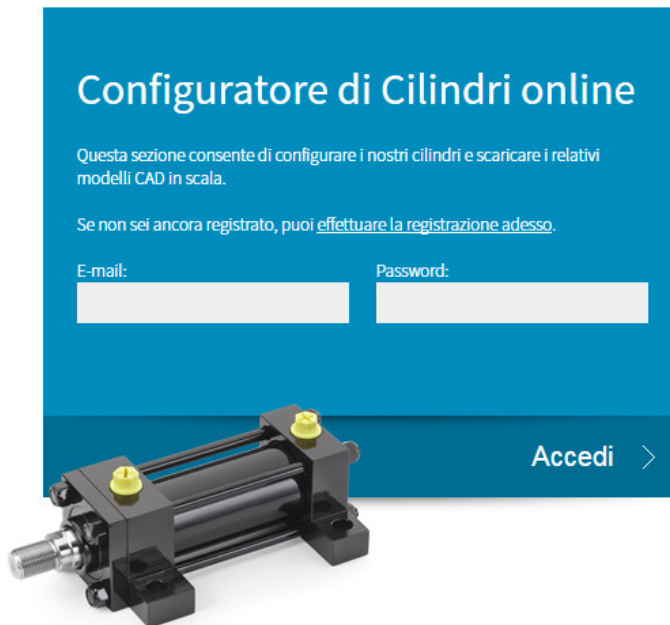 Configuratore di Cilindri online
Questa sezione consente di configurare i nostri cilindri e scaricare i relativi
modelli CAD in scala.
Se non sei ancora registrato, puoi effettuare la registrazione adesso.
E-mail:
Password:
Accedi